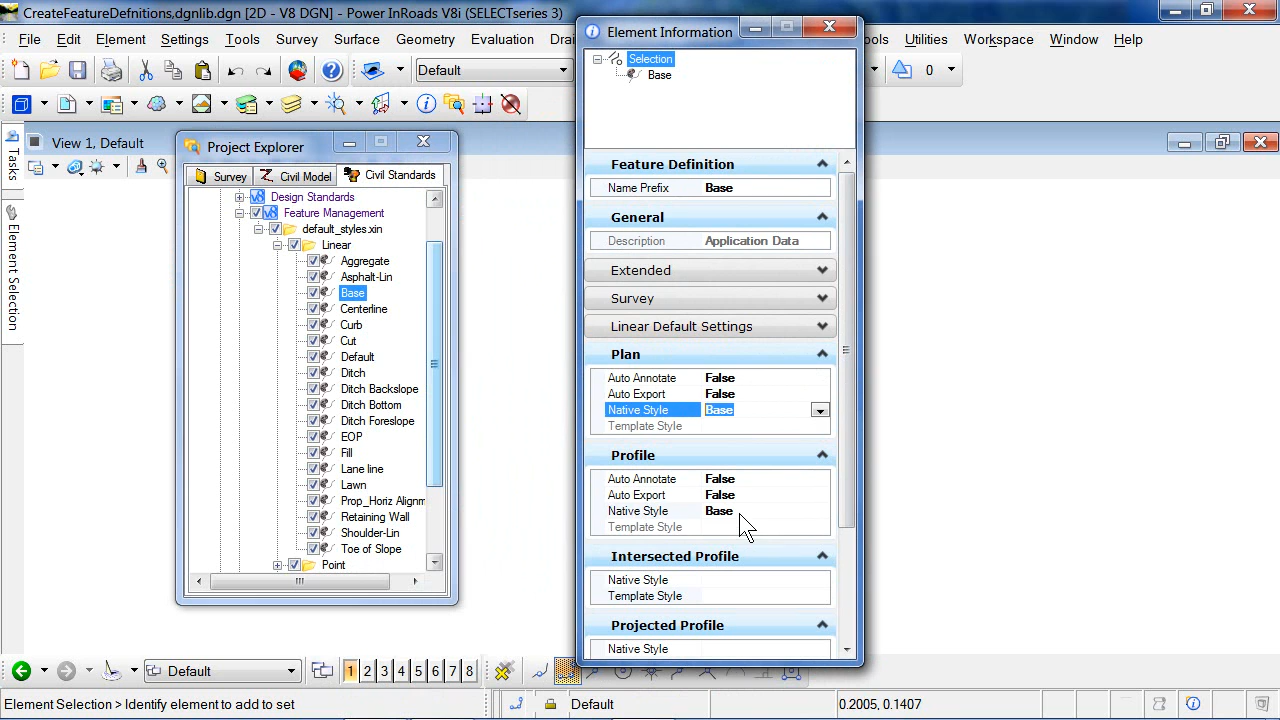 CreateFeatureDefnitions,dgnlib.dgn [2D - V8 DGN] - Power InRoads V8i (SELECTseries 3)
File Edit Element Settings Tools Survey Surface Geometry Evaluation Tools Utilities Workspace Window Help
Default 0
View 1, Default
Tasks
Element Selection
Project Explorer
Survey Civil Model Civil Standards
Design Standards
Feature Management
default_styles.xin
Linear
Aggregate
Asphalt-Lin
Base
Centerline
Curb
Cut
Default
Ditch
Ditch Backslope
Ditch Bottom
Ditch Foreslope
EOP
Fill
Lane line
Lawn
Prop_Horiz Alignm
Retaining Wall
Shoulder-Lin
Toe of Slope
Point
Element Information
Selection
Base
Feature Definition
Name Prefix Base
General
Description Application Data
Extended
Survey
Linear Default Settings
Plan
Auto Annotate False
Auto Export False
Native Style Base
Template Style
Profile
Auto Annotate False
Auto Export False
Native Style Base
Template Style
Intersected Profile
Native Style
Template Style
Projected Profile
Native Style
Default 1 2 3 4 5 6 7 8
Element Selection > Identify element to add to set Default 0.2005, 0.1407